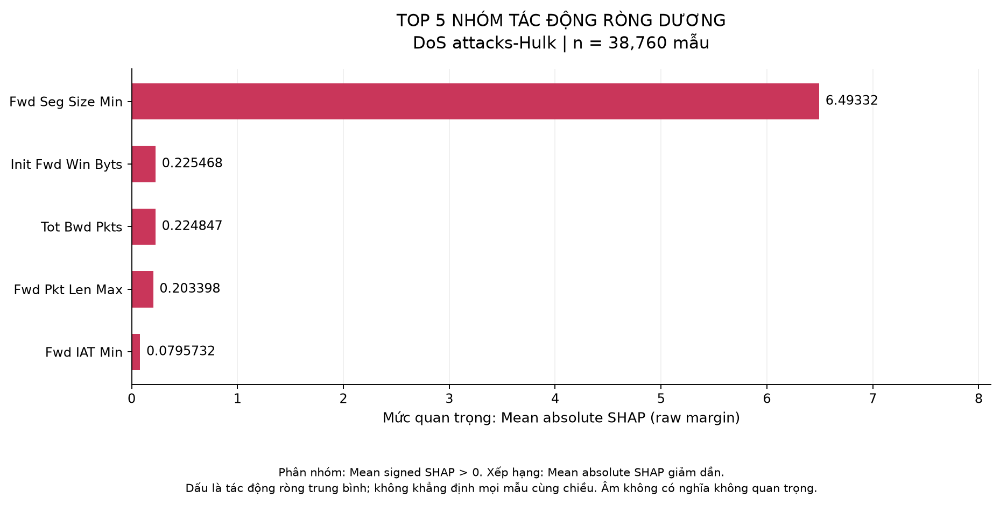 TOP 5 NHÓM TÁC ĐỘNG RÒNG DƯƠNG
DoS attacks-Hulk | n = 38,760 mẫu
Fwd Seg Size Min
6.49332
Init Fwd Win Byts
0.225468
Tot Bwd Pkts
0.224847
Fwd Pkt Len Max
0.203398
Fwd IAT Min
0.0795732
0 1 2 3 4 5 6 7 8
Mức quan trọng: Mean absolute SHAP (raw margin)
Phân nhóm: Mean signed SHAP > 0. Xếp hạng: Mean absolute SHAP giảm dần.
Dấu là tác động ròng trung bình; không khẳng định mọi mẫu cùng chiều. Âm không có nghĩa không quan trọng.